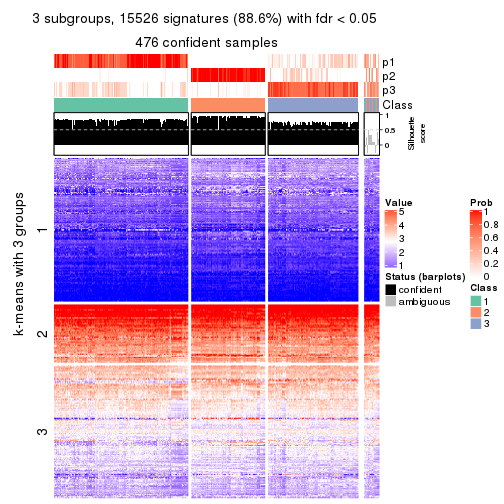 3 subgroups, 15526 signatures (88.6%) with fdr < 0.05
476 confident samples
p1
p2
p3
Class
1
0.5
0
Silhouette
score
k-means with 3 groups
1
2
3
Value
5
4
3
2
1
Status (barplots)
confident
ambiguous
Prob
1
0.8
0.6
0.4
0.2
0
Class
1
2
3